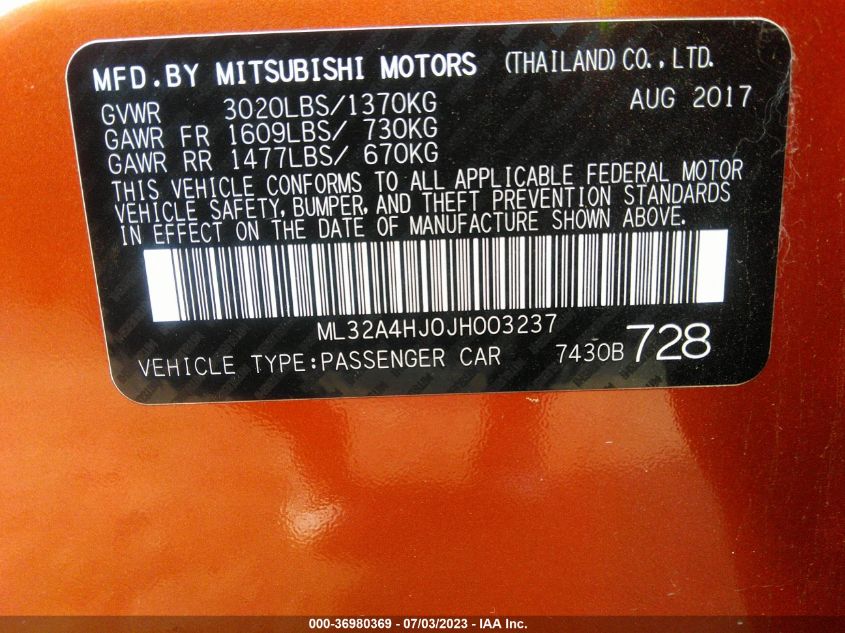 MFD.BY MITSUBISHI MOTORS (THAILAND) CO.,LTD.
GVWR 3020LBS/1370KG AUG 2017
GAWR FR 1609LBS/ 730KG
GAWR RR 1477LBS/ 670KG
THIS VEHICLE CONFORMS TO ALL APPLICABLE FEDERAL MOTOR
VEHICLE SAFETY, BUMPER, AND THEFT PREVENTION STANDARDS
IN EFFECT ON THE DATE OF MANUFACTURE SHOWN ABOVE.
ML32A4HJ0JH003237
VEHICLE TYPE:PASSENGER CAR 7430B 728
000-36980369 - 07/03/2023 - IAA Inc.